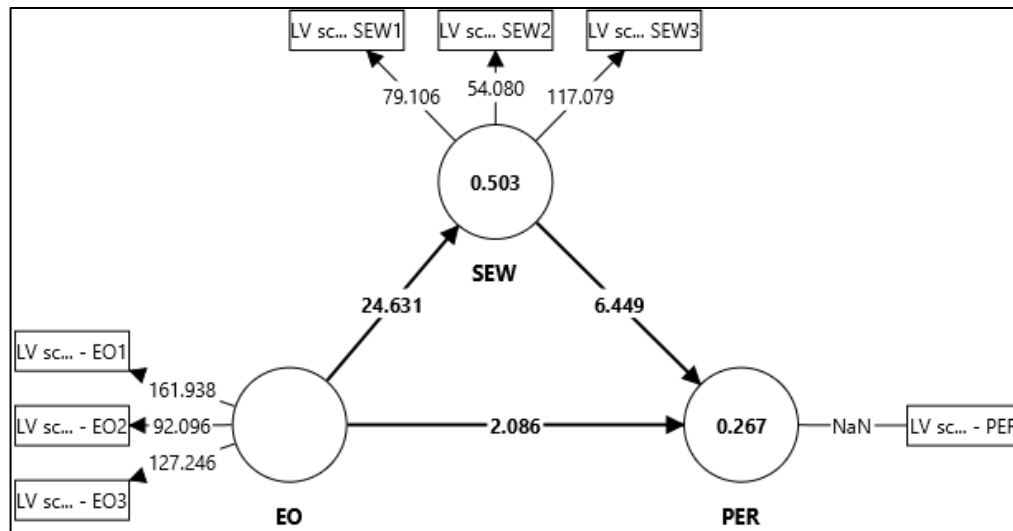 LV sc... SEW1
LV sc... SEW2
LV sc... SEW3
79.106
54.080
117.079
0.503
SEW
24.631
6.449
LV sc... - EO1
LV sc... - EO2
LV sc... - EO3
161.938
92.096
127.246
2.086
0.267
NaN
LV sc... - PER
EO
PER